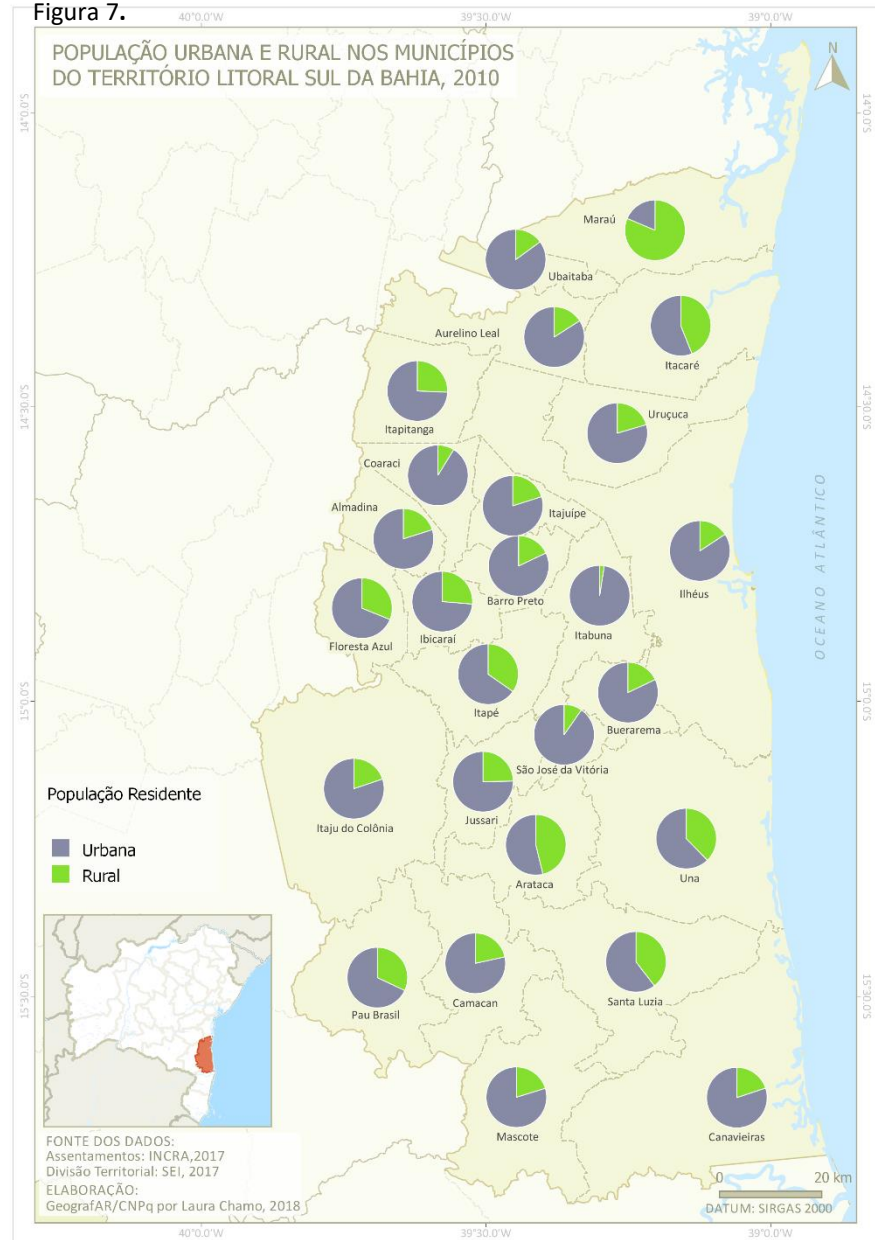 Figura 7.
40°0.0'W
39°30.0'W
39°0.0'W
POPULAÇÃO URBANA E RURAL NOS MUNICÍPIOS
DO TERRITÓRIO LITORAL SUL DA BAHIA, 2010
N
14°0.0'S
14°0.0'S
Maraú
Ubaitaba
Aurelino Leal
Itacaré
14°30.0'S
14°30.0'S
Itapitanga
Uruçuca
Coaraci
Almadina
Itajuípe
OCEANO ATLÂNTICO
Ilhéus
Barro Preto
Itabuna
Ibicaraí
Floresta Azul
15°0.0'S
15°0.0'S
Itapé
Buerarema
São José da Vitória
População Residente
Jussari
Itaju do Colônia
Urbana
Rural
Una
Arataca
15°30.0'S
15°30.0'S
Santa Luzia
Camacan
Pau Brasil
Mascote
Canavieiras
FONTE DOS DADOS:
Assentamentos: INCRA,2017
Divisão Territorial: SEI, 2017
ELABORAÇÃO:
GeografAR/CNPq por Laura Chamo, 2018
0 20 km
DATUM: SIRGAS 2000
40°0.0'W
39°30.0'W
39°0.0'W